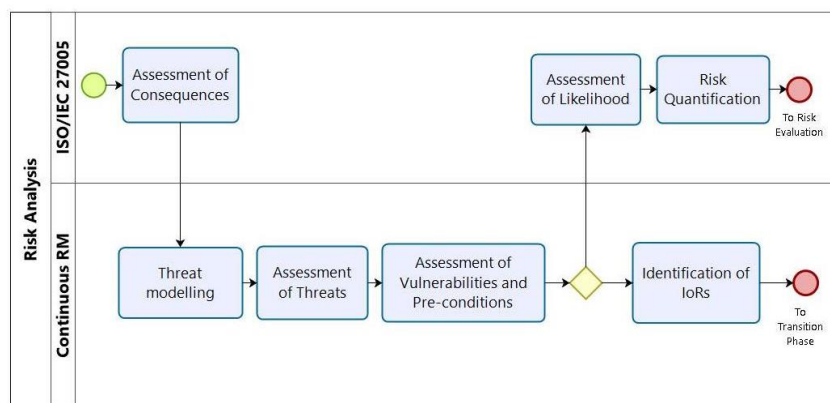 Risk Analysis
ISO/IEC 27005
Assessment of
Consequences
Assessment
of Likelihood
Risk
Quantification
To Risk
Evaluation
Continuous RM
Threat
modelling
Assessment
of Threats
Assessment of
Vulnerabilities and
Pre-conditions
Identification of
IoRs
To
Transition
Phase